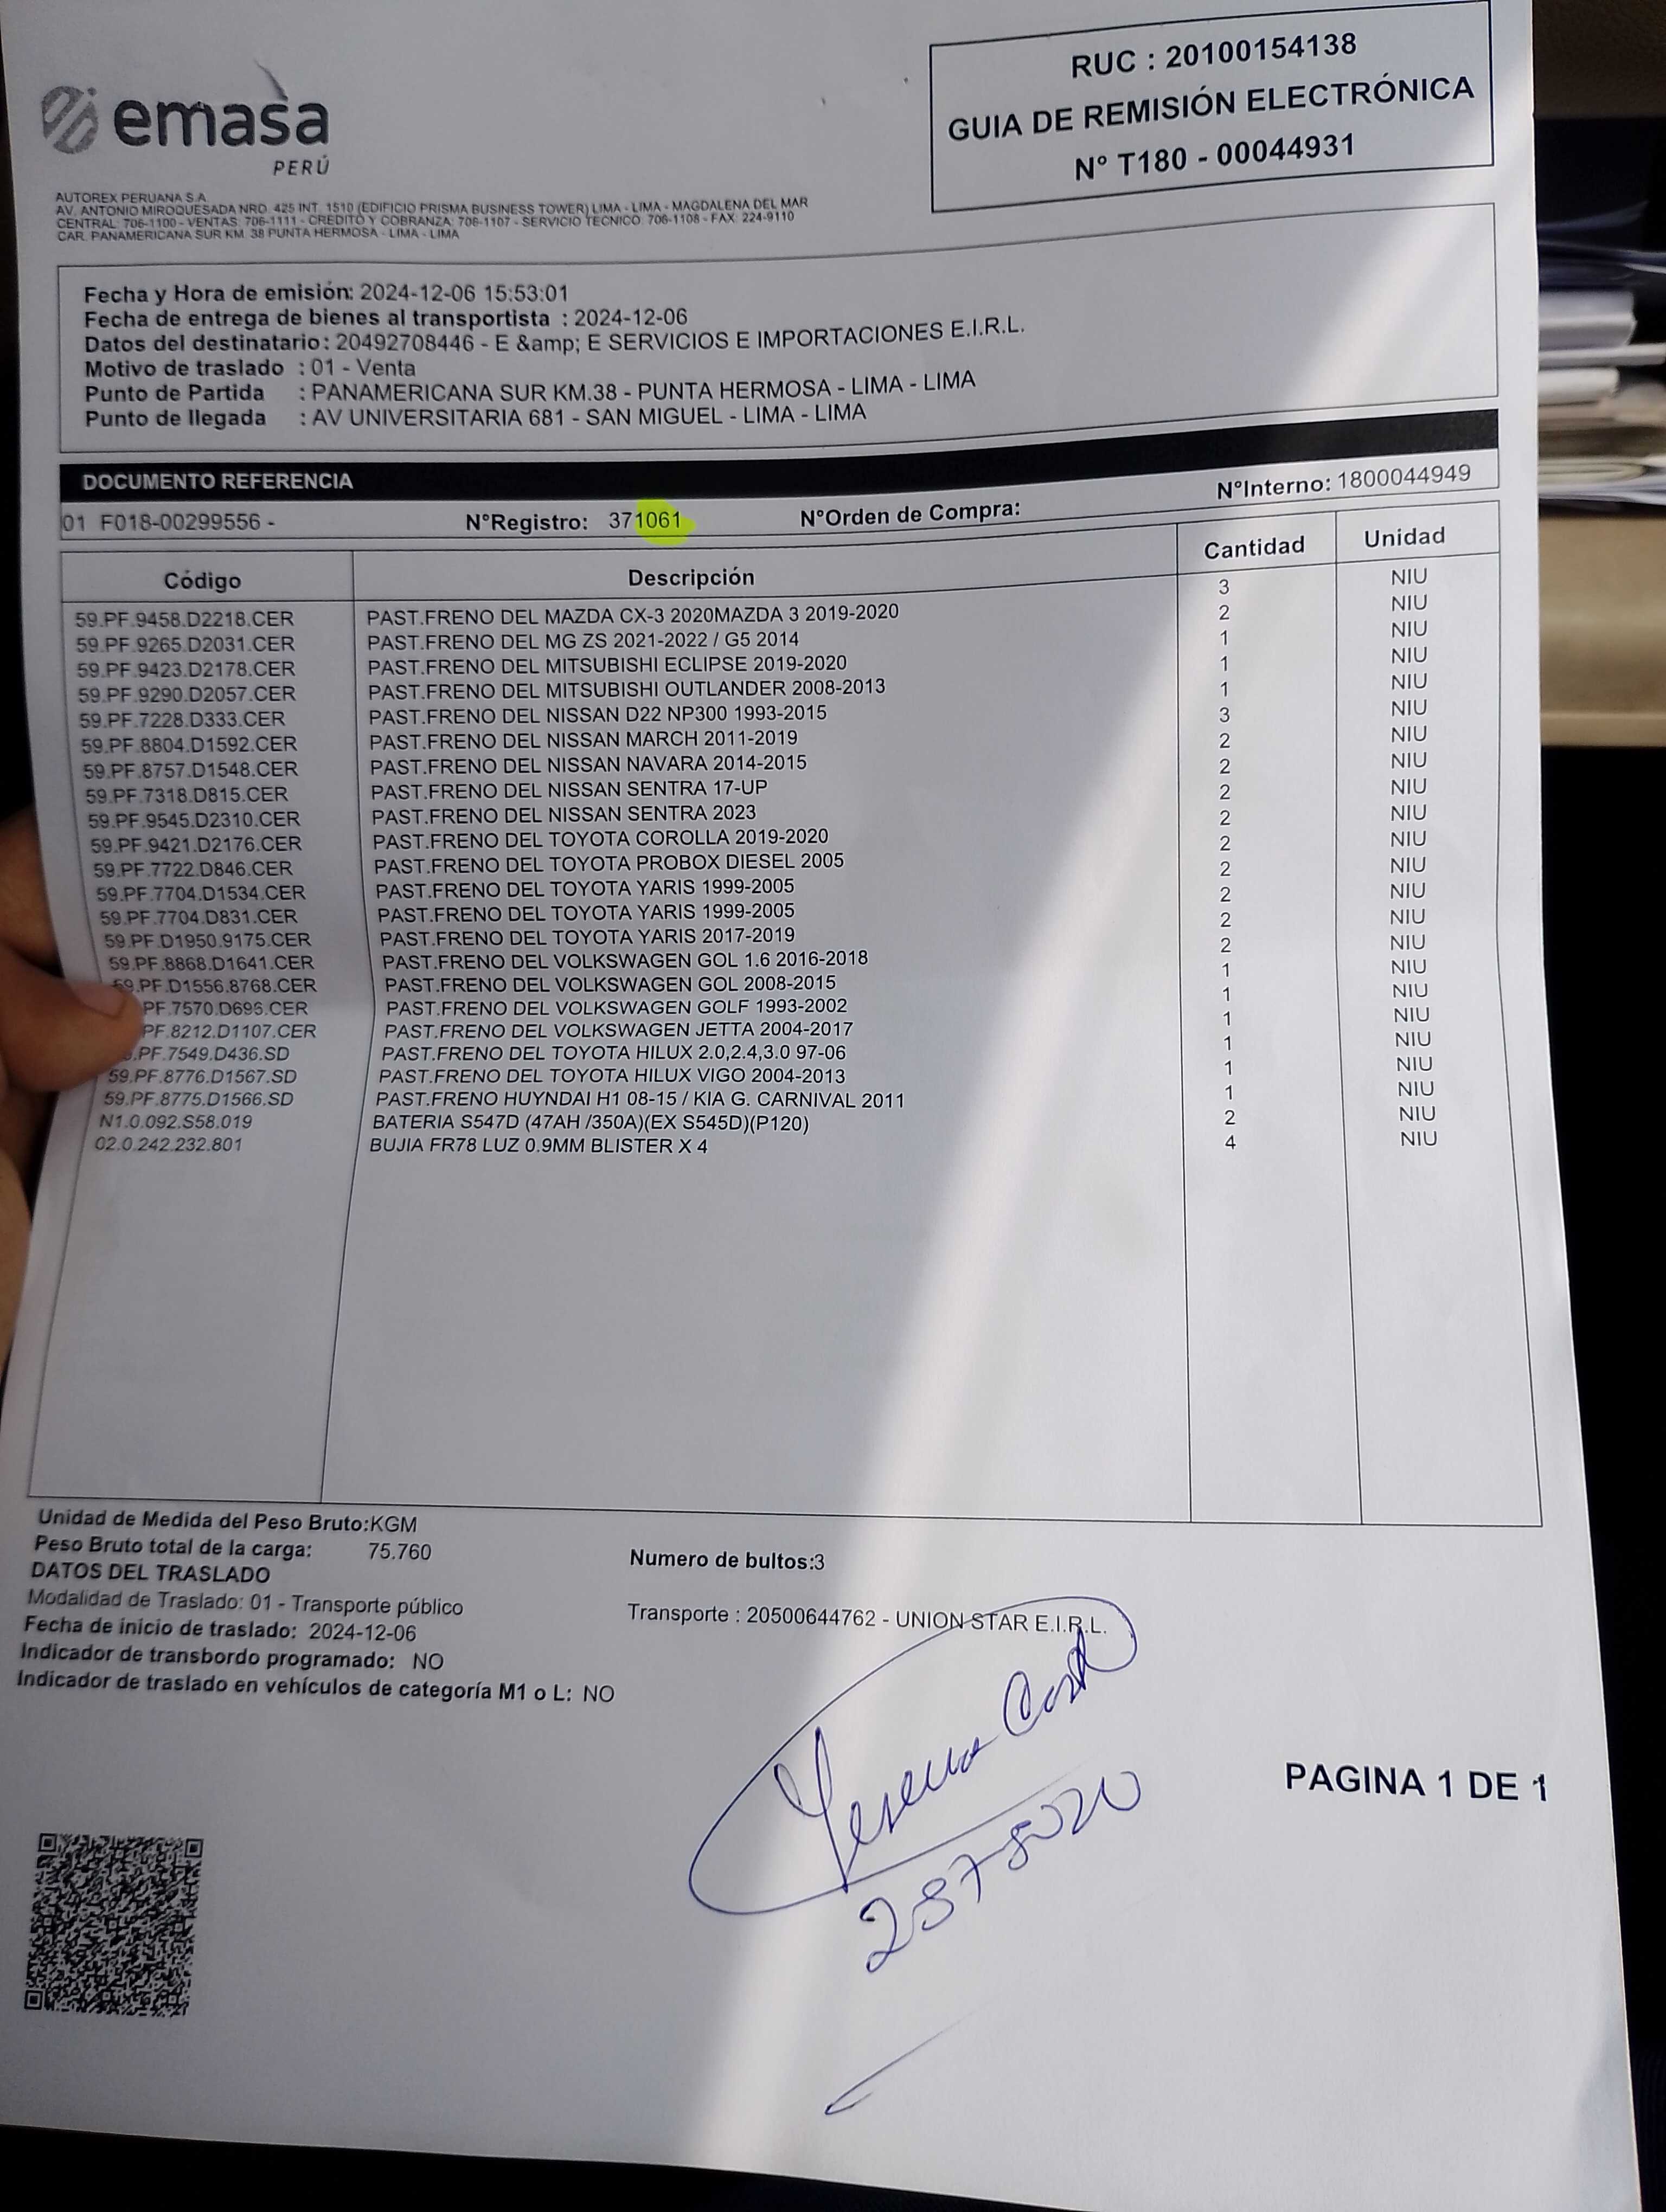 emasa
PERÚ
RUC : 20100154138
GUIA DE REMISIÓN ELECTRÓNICA
N° T180 - 00044931
AUTOREX PERUANA S.A
AV. ANTONIO MIROQUESADA NRO. 425 INT. 1510 (EDIFICIO PRISMA BUSINESS TOWER) LIMA - LIMA - MAGDALENA DEL MAR
CENTRAL: 706-1100 - VENTAS: 706-1111 - CREDITO Y COBRANZA: 706-1107 - SERVICIO TECNICO: 706-1108 - FAX: 224-9110
CAR. PANAMERICANA SUR KM. 38 PUNTA HERMOSA - LIMA - LIMA
Fecha y Hora de emisión: 2024-12-06 15:53:01
Fecha de entrega de bienes al transportista : 2024-12-06
Datos del destinatario: 20492708446 - E &amp; E SERVICIOS E IMPORTACIONES E.I.R.L.
Motivo de traslado : 01 - Venta
Punto de Partida : PANAMERICANA SUR KM.38 - PUNTA HERMOSA - LIMA - LIMA
Punto de llegada : AV UNIVERSITARIA 681 - SAN MIGUEL - LIMA - LIMA
DOCUMENTO REFERENCIA
01 F018-00299556 - N°Registro: 371061 N°Orden de Compra: N°Interno: 1800044949
Código Descripción Cantidad Unidad
59.PF.9458.D2218.CER PAST.FRENO DEL MAZDA CX-3 2020MAZDA 3 2019-2020 3 NIU
59.PF.9265.D2031.CER PAST.FRENO DEL MG ZS 2021-2022 / G5 2014 2 NIU
59.PF.9423.D2178.CER PAST.FRENO DEL MITSUBISHI ECLIPSE 2019-2020 1 NIU
59.PF.9290.D2057.CER PAST.FRENO DEL MITSUBISHI OUTLANDER 2008-2013 1 NIU
59.PF.7228.D333.CER PAST.FRENO DEL NISSAN D22 NP300 1993-2015 1 NIU
59.PF.8804.D1592.CER PAST.FRENO DEL NISSAN MARCH 2011-2019 3 NIU
59.PF.8757.D1548.CER PAST.FRENO DEL NISSAN NAVARA 2014-2015 2 NIU
59.PF.7318.D815.CER PAST.FRENO DEL NISSAN SENTRA 17-UP 2 NIU
59.PF.9545.D2310.CER PAST.FRENO DEL NISSAN SENTRA 2023 2 NIU
59.PF.9421.D2176.CER PAST.FRENO DEL TOYOTA COROLLA 2019-2020 2 NIU
59.PF.7722.D846.CER PAST.FRENO DEL TOYOTA PROBOX DIESEL 2005 2 NIU
59.PF.7704.D1534.CER PAST.FRENO DEL TOYOTA YARIS 1999-2005 2 NIU
59.PF.7704.D831.CER PAST.FRENO DEL TOYOTA YARIS 1999-2005 2 NIU
59.PF.D1950.9175.CER PAST.FRENO DEL TOYOTA YARIS 2017-2019 2 NIU
59.PF.8868.D1641.CER PAST.FRENO DEL VOLKSWAGEN GOL 1.6 2016-2018 2 NIU
59.PF.D1556.8768.CER PAST.FRENO DEL VOLKSWAGEN GOL 2008-2015 1 NIU
PF.7570.D695.CER PAST.FRENO DEL VOLKSWAGEN GOLF 1993-2002 1 NIU
PF.8212.D1107.CER PAST.FRENO DEL VOLKSWAGEN JETTA 2004-2017 1 NIU
.PF.7549.D436.SD PAST.FRENO DEL TOYOTA HILUX 2.0,2.4,3.0 97-06 1 NIU
59.PF.8776.D1567.SD PAST.FRENO DEL TOYOTA HILUX VIGO 2004-2013 1 NIU
59.PF.8775.D1566.SD PAST.FRENO HUYNDAI H1 08-15 / KIA G. CARNIVAL 2011 1 NIU
N1.0.092.S58.019 BATERIA S547D (47AH /350A)(EX S545D)(P120) 2 NIU
02.0.242.232.801 BUJIA FR78 LUZ 0.9MM BLISTER X 4 4 NIU
Unidad de Medida del Peso Bruto:KGM
Peso Bruto total de la carga: 75.760 Numero de bultos:3
DATOS DEL TRASLADO
Modalidad de Traslado: 01 - Transporte público Transporte : 20500644762 - UNION STAR E.I.R.L.
Fecha de inicio de traslado: 2024-12-06
Indicador de transbordo programado: NO
Indicador de traslado en vehículos de categoría M1 o L: NO
PAGINA 1 DE 1